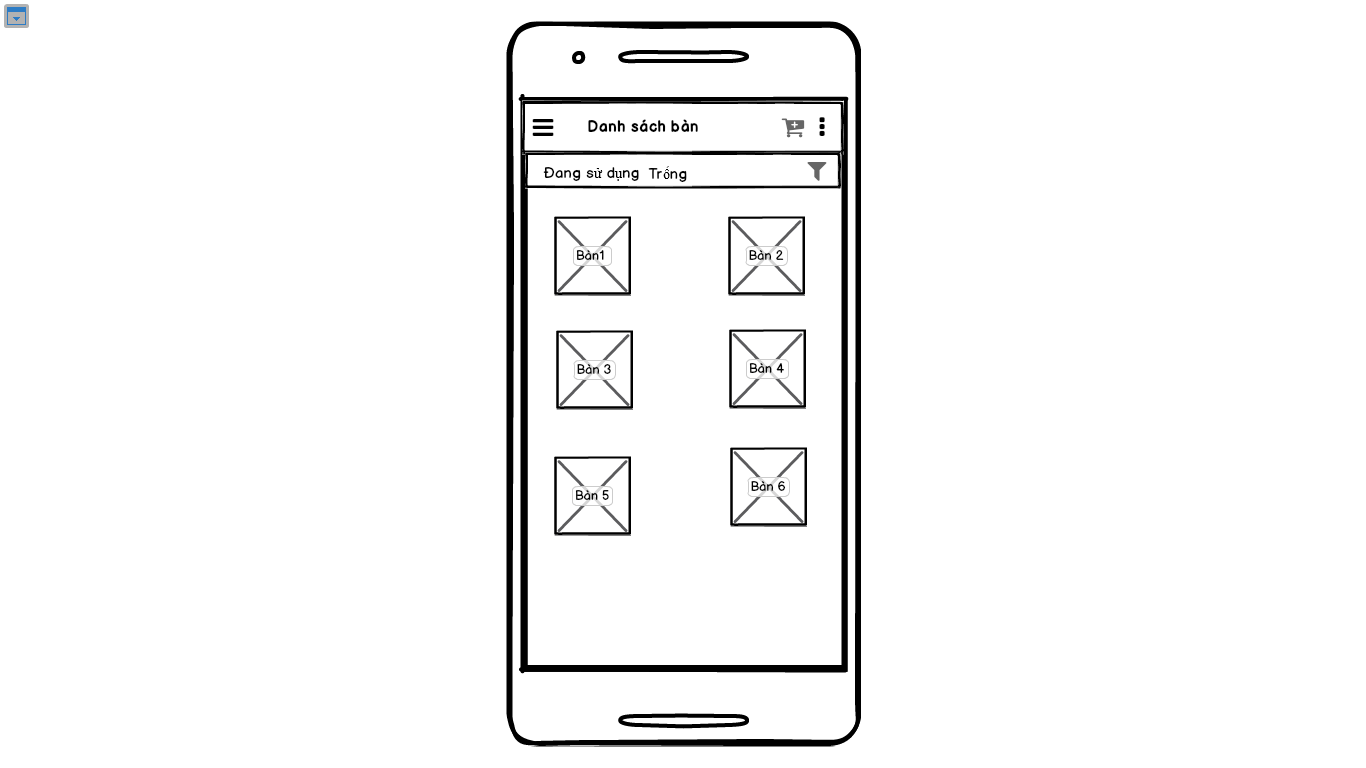 Danh sách bàn
Đang sử dụng Trống
Bàn1
Bàn 2
Bàn 3
Bàn 4
Bàn 5
Bàn 6